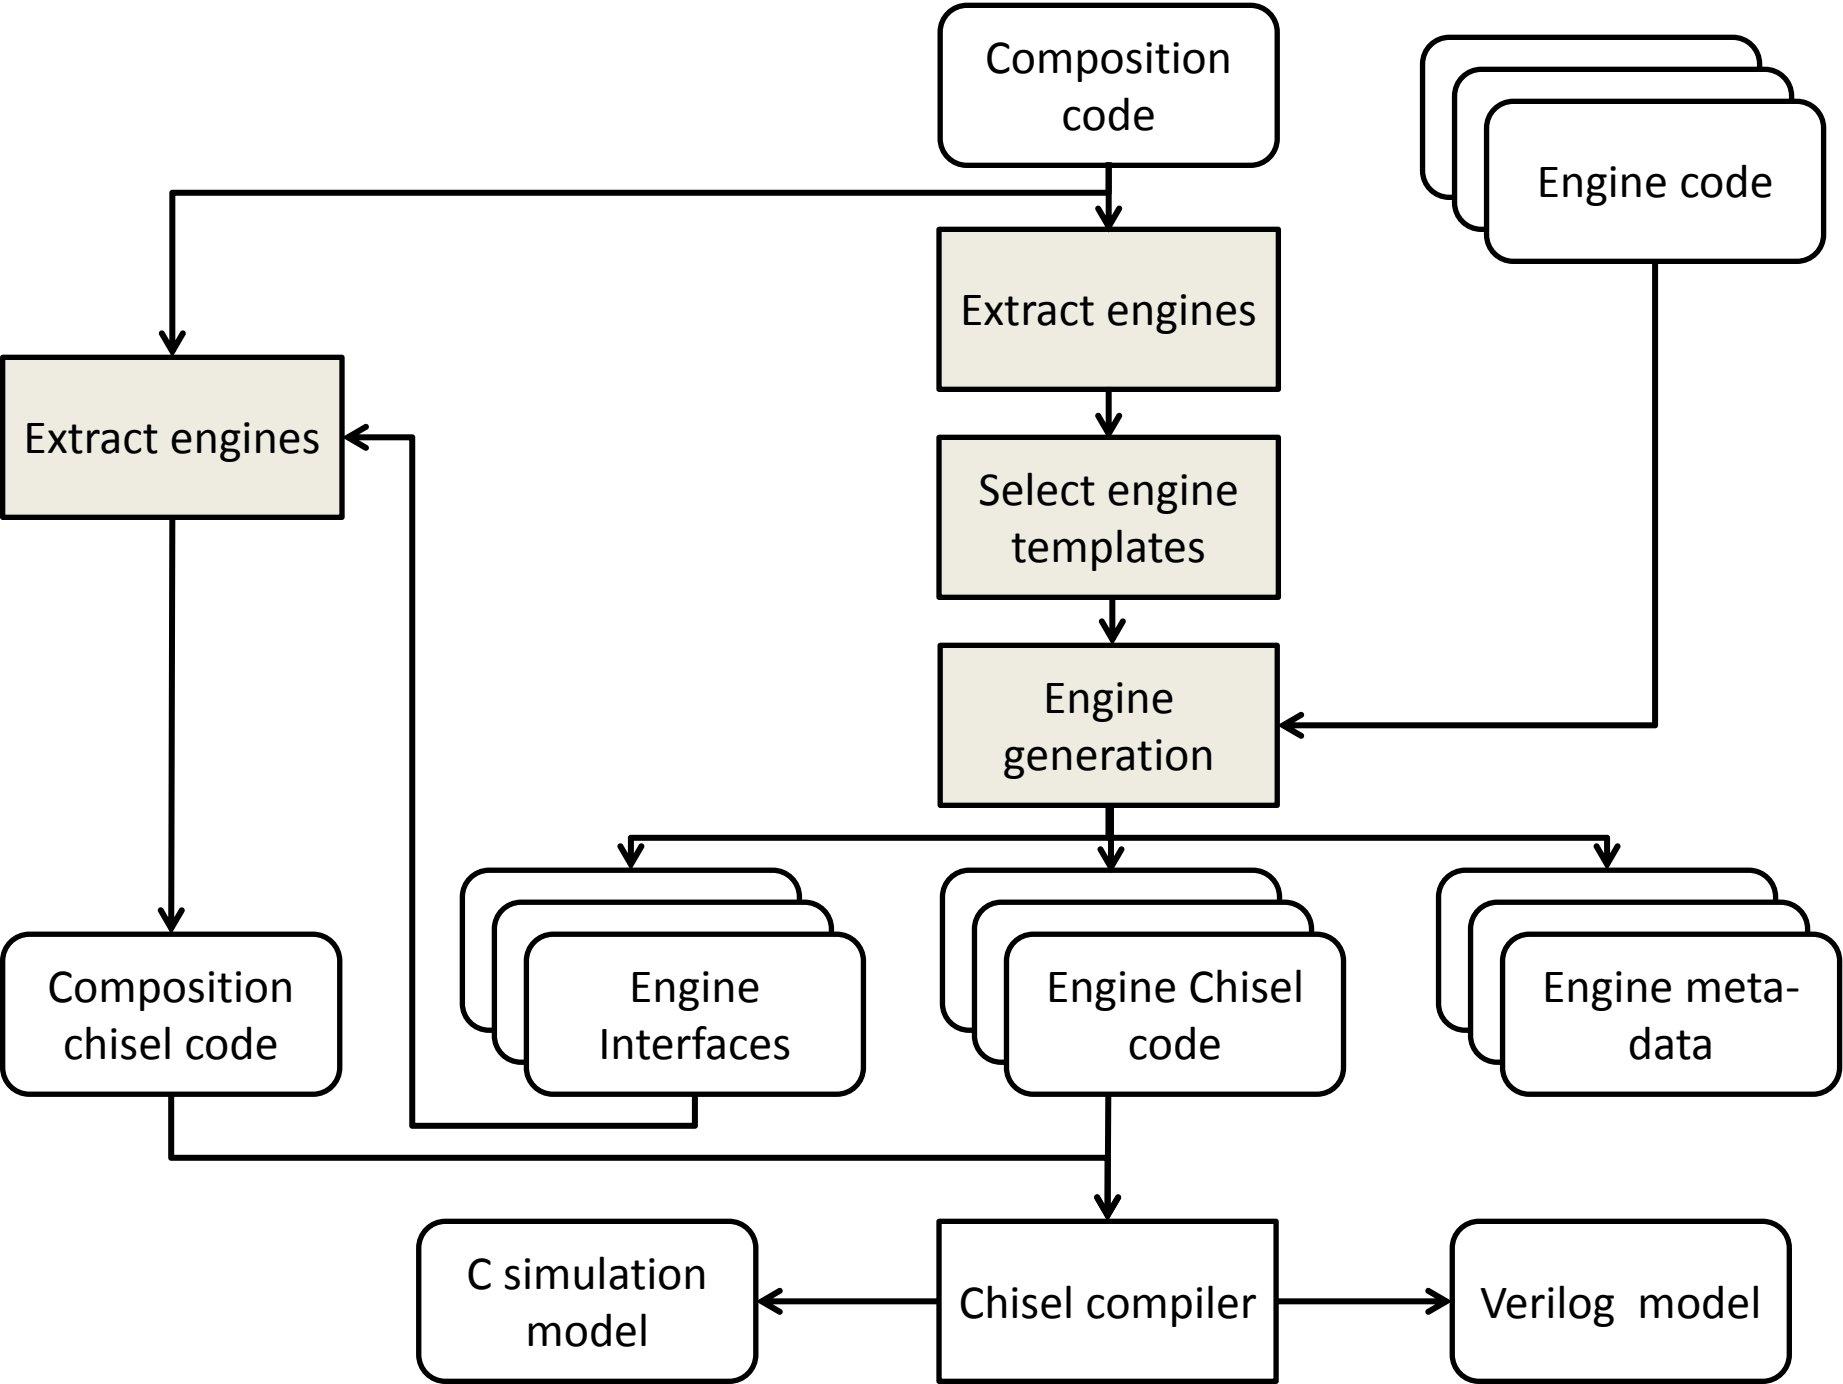 Composition
code
Engine code
Extract engines
Extract engines
Select engine
templates
Engine
generation
Composition
chisel code
Engine
Interfaces
Engine Chisel
code
Engine meta-
data
C simulation
model
Chisel compiler
Verilog  model